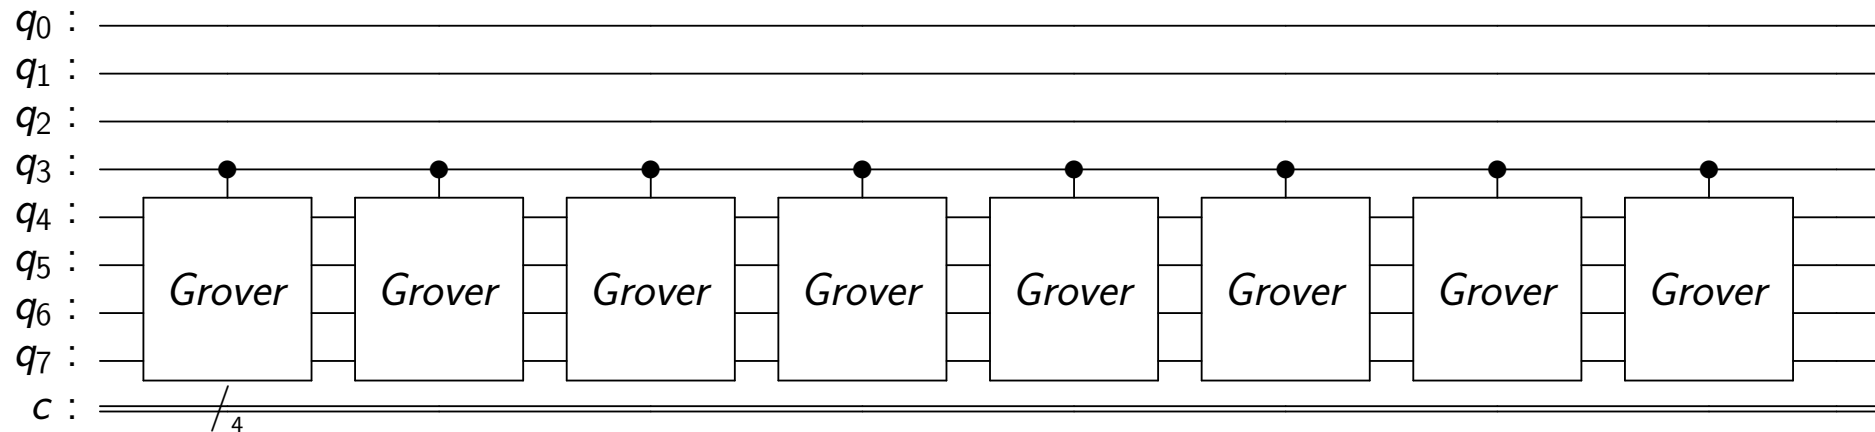 q0 :
q1 :
q2 :
q3 :
q4 :
q5 :
q6 :
q7 :
Grover Grover Grover Grover Grover Grover Grover Grover
c :
4